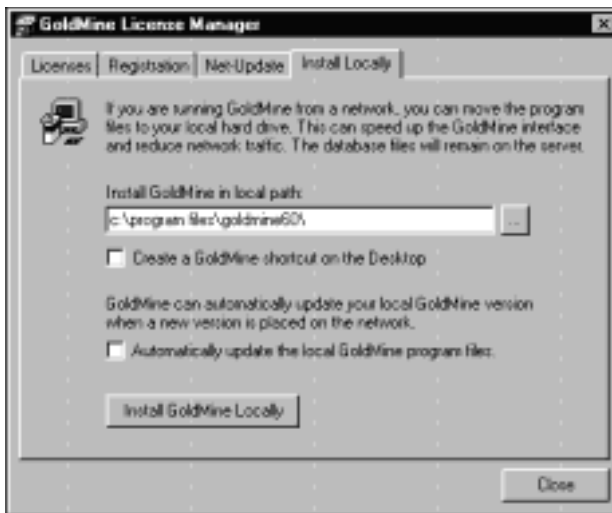 GoldMine License Manager
Licenses Registration Net-Update Install Locally
If you are running GoldMine from a network, you can move the program
files to your local hard drive. This can speed up the GoldMine interface
and reduce network traffic. The database files will remain on the server.
Install GoldMine in local path:
c:\program files\goldmine60\
...
Create a GoldMine shortcut on the Desktop
GoldMine can automatically update your local GoldMine version
when a new version is placed on the network.
Automatically update the local GoldMine program files.
Install GoldMine Locally
Close